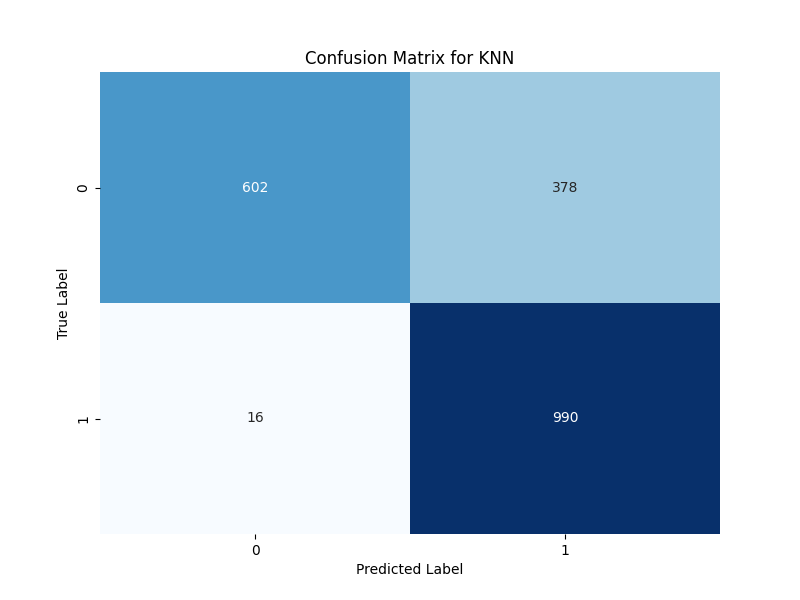 Confusion Matrix for KNN
602 378
0
True Label
16 990
1
0 1
Predicted Label